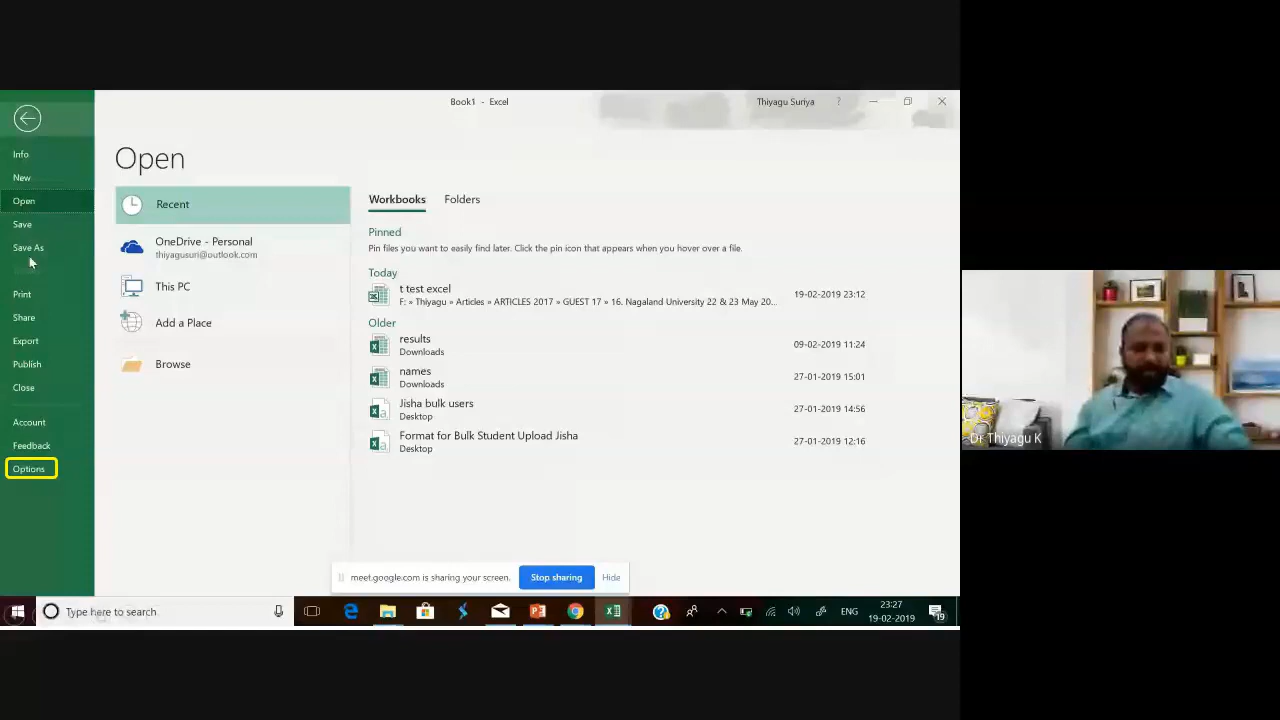 Book1 - Excel
Thiyagu Suriya
?
Info
New
Open
Save
Save As
Print
Share
Export
Publish
Close
Account
Feedback
Options
Open
Recent
OneDrive - Personal
thiyagusuri@outlook.com
This PC
Add a Place
Browse
Workbooks Folders
Pinned
Pin files you want to easily find later. Click the pin icon that appears when you hover over a file.
Today
t test excel
F: » Thiyagu » Articles » ARTICLES 2017 » GUEST 17 » 16. Nagaland University 22 & 23 May 20...
19-02-2019 23:12
Older
results
Downloads
09-02-2019 11:24
names
Downloads
27-01-2019 15:01
Jisha bulk users
Desktop
27-01-2019 14:56
Format for Bulk Student Upload Jisha
Desktop
27-01-2019 12:16
meet.google.com is sharing your screen.
Stop sharing
Hide
Type here to search
ENG
23:27
19-02-2019
19
Dr Thiyagu K